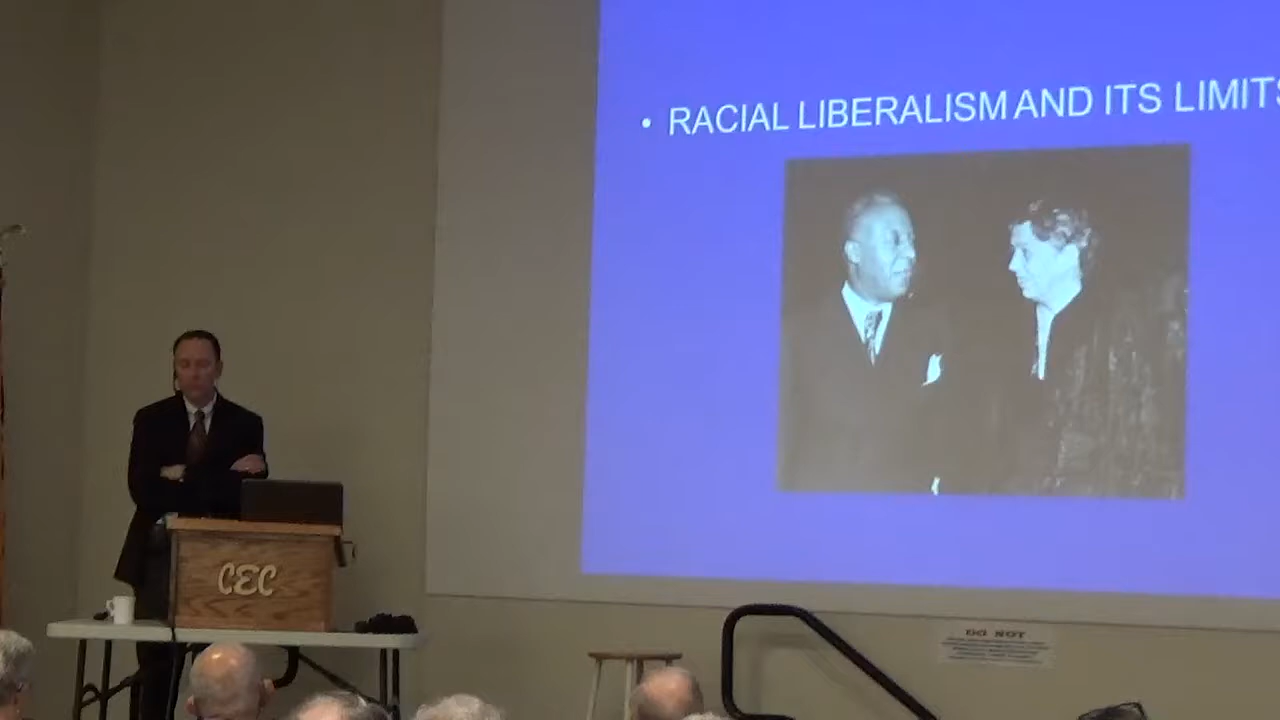 • RACIAL LIBERALISM AND ITS LIMITS
CEC
DO NOT